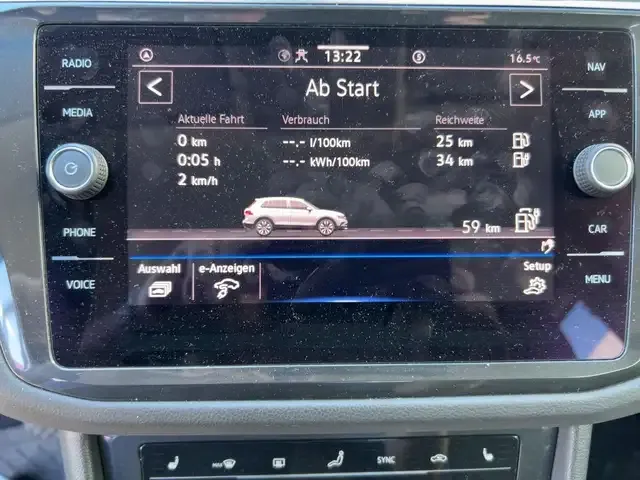 13:22
16.5°C
RADIO
NAV
Ab Start
MEDIA
APP
Aktuelle Fahrt Verbrauch Reichweite
0 km --.- l/100km 25 km
0:05 h --.- kWh/100km 34 km
2 km/h
PHONE
59 km
CAR
Auswahl e-Anzeigen Setup
VOICE
MENU
MAX
SYNC